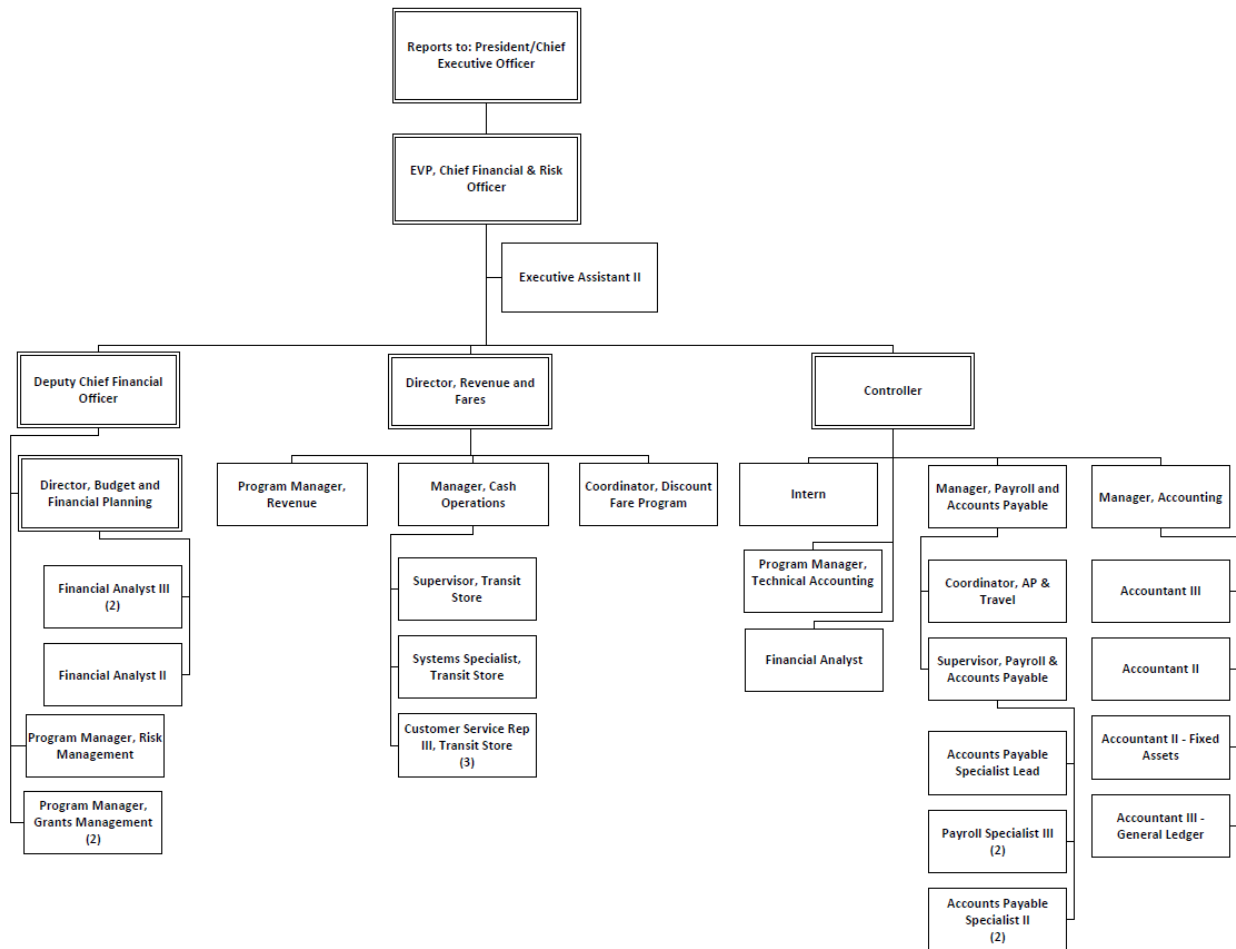 Reports to: President/Chief
Executive Officer
EVP, Chief Financial & Risk
Officer
Executive Assistant II
Deputy Chief Financial
Officer
Director, Revenue and
Fares
Controller
Director, Budget and
Financial Planning
Financial Analyst III
(2)
Financial Analyst II
Program Manager, Risk
Management
Program Manager,
Grants Management
(2)
Program Manager,
Revenue
Manager, Cash
Operations
Coordinator, Discount
Fare Program
Supervisor, Transit
Store
Systems Specialist,
Transit Store
Customer Service Rep
III, Transit Store
(3)
Intern
Program Manager,
Technical Accounting
Financial Analyst
Manager, Payroll and
Accounts Payable
Coordinator, AP &
Travel
Supervisor, Payroll &
Accounts Payable
Accounts Payable
Specialist Lead
Payroll Specialist III
(2)
Accounts Payable
Specialist II
(2)
Manager, Accounting
Accountant III
Accountant II
Accountant II - Fixed
Assets
Accountant III -
General Ledger